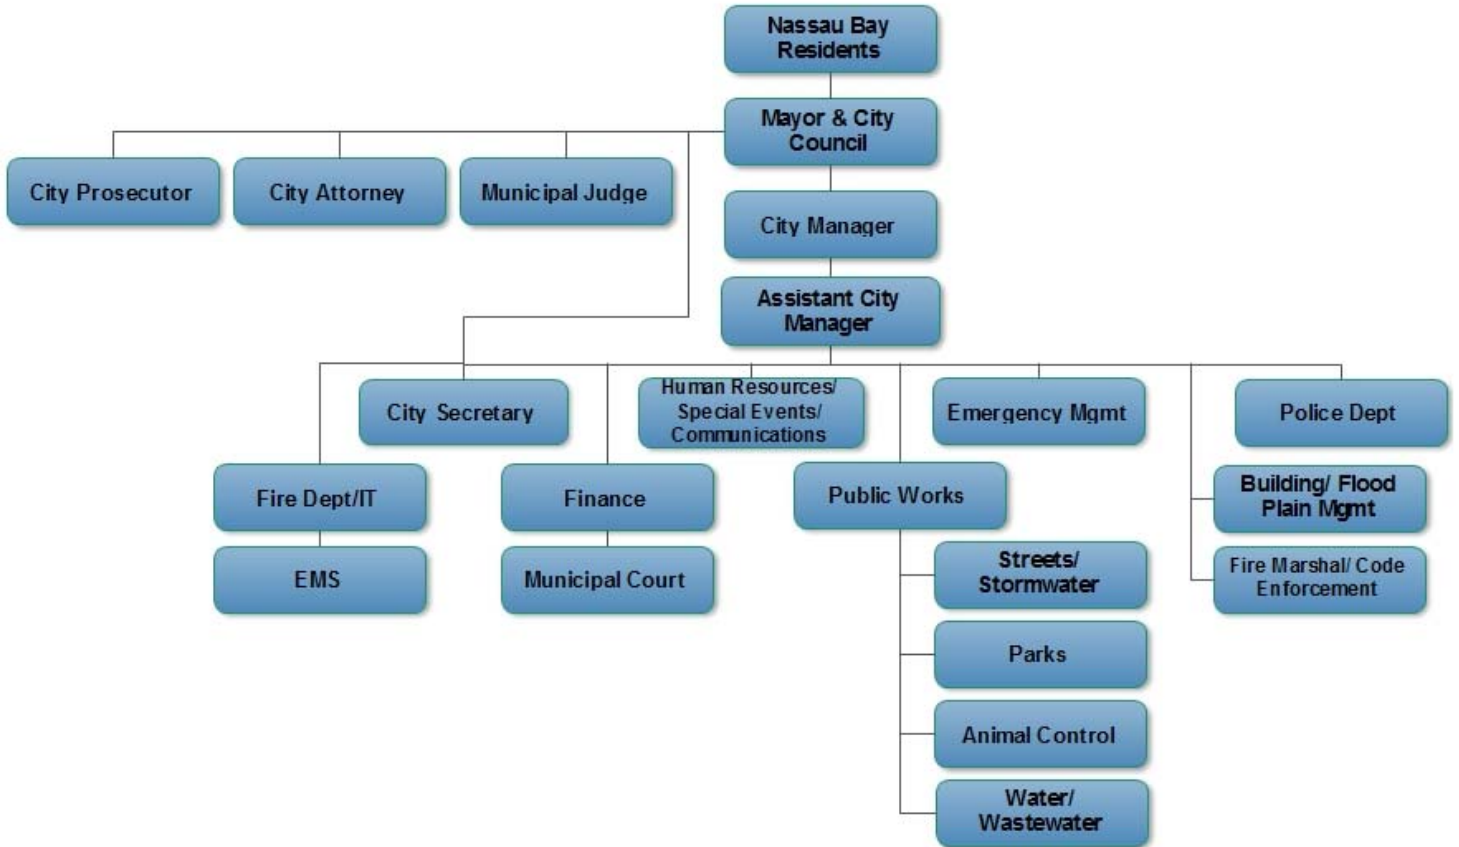 Nassau Bay
Residents
Mayor & City
Council
City Prosecutor
City Attorney
Municipal Judge
City Manager
Assistant City
Manager
City Secretary
Human Resources/
Special Events/
Communications
Emergency Mgmt
Police Dept
Fire Dept/IT
Finance
Public Works
Building/ Flood
Plain Mgmt
EMS
Municipal Court
Streets/
Stormwater
Fire Marshal/ Code
Enforcement
Parks
Animal Control
Water/
Wastewater